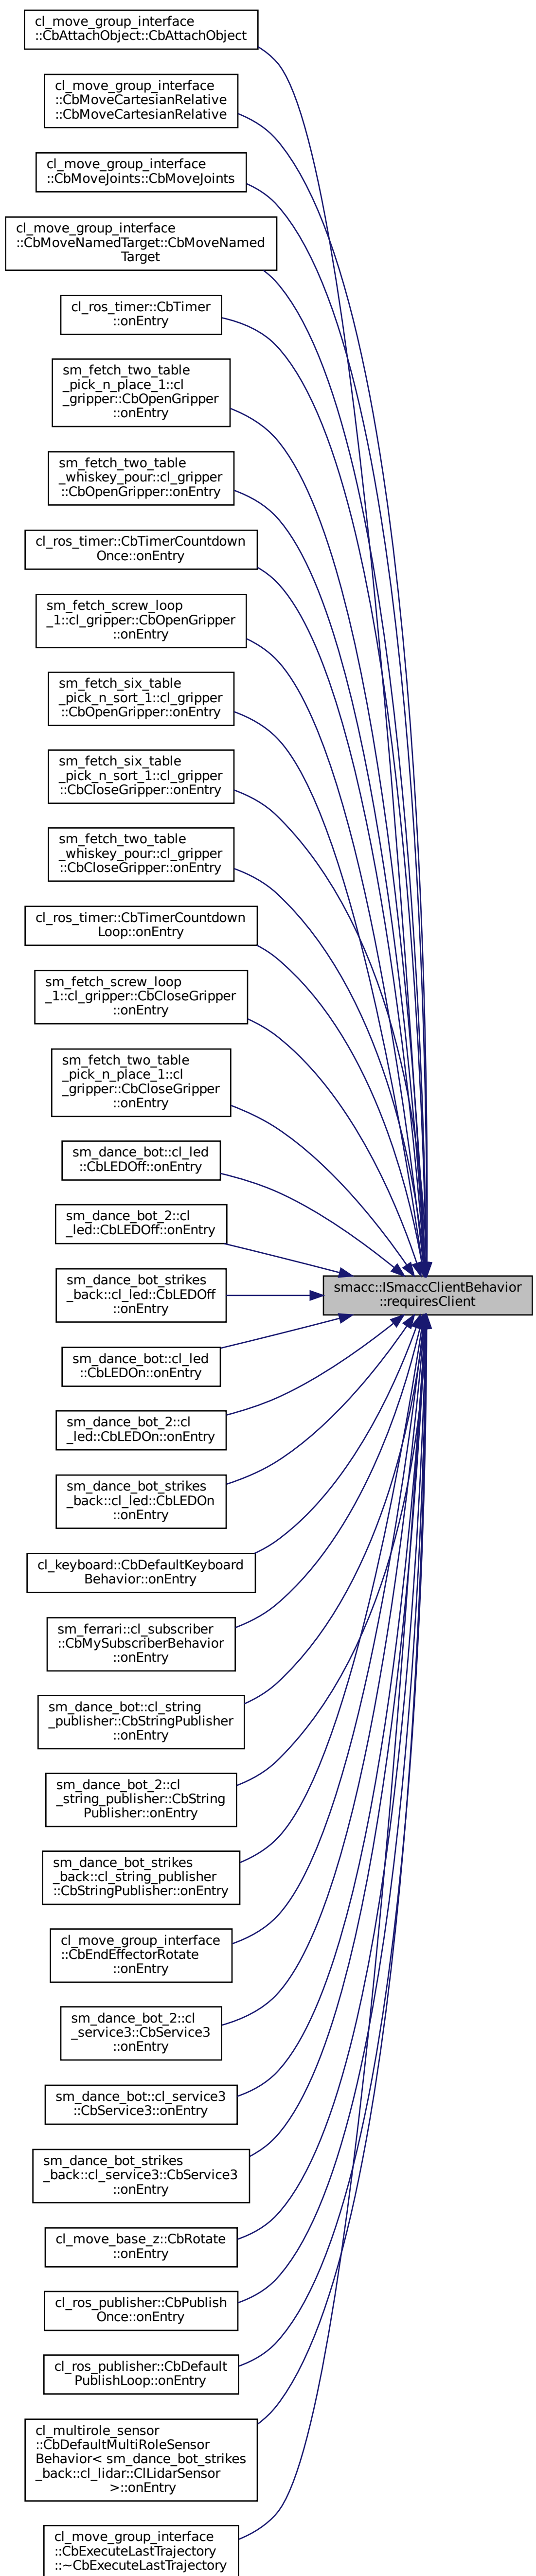 cl_move_group_interface
::CbAttachObject::CbAttachObject
cl_move_group_interface
::CbMoveCartesianRelative
::CbMoveCartesianRelative
cl_move_group_interface
::CbMoveJoints::CbMoveJoints
cl_move_group_interface
::CbMoveNamedTarget::CbMoveNamed
Target
cl_ros_timer::CbTimer
::onEntry
sm_fetch_two_table
_pick_n_place_1::cl
_gripper::CbOpenGripper
::onEntry
sm_fetch_two_table
_whiskey_pour::cl_gripper
::CbOpenGripper::onEntry
cl_ros_timer::CbTimerCountdown
Once::onEntry
sm_fetch_screw_loop
_1::cl_gripper::CbOpenGripper
::onEntry
sm_fetch_six_table
_pick_n_sort_1::cl_gripper
::CbOpenGripper::onEntry
sm_fetch_six_table
_pick_n_sort_1::cl_gripper
::CbCloseGripper::onEntry
sm_fetch_two_table
_whiskey_pour::cl_gripper
::CbCloseGripper::onEntry
cl_ros_timer::CbTimerCountdown
Loop::onEntry
sm_fetch_screw_loop
_1::cl_gripper::CbCloseGripper
::onEntry
sm_fetch_two_table
_pick_n_place_1::cl
_gripper::CbCloseGripper
::onEntry
sm_dance_bot::cl_led
::CbLEDOff::onEntry
sm_dance_bot_2::cl
_led::CbLEDOff::onEntry
sm_dance_bot_strikes
_back::cl_led::CbLEDOff
::onEntry
smacc::ISmaccClientBehavior
::requiresClient
sm_dance_bot::cl_led
::CbLEDOn::onEntry
sm_dance_bot_2::cl
_led::CbLEDOn::onEntry
sm_dance_bot_strikes
_back::cl_led::CbLEDOn
::onEntry
cl_keyboard::CbDefaultKeyboard
Behavior::onEntry
sm_ferrari::cl_subscriber
::CbMySubscriberBehavior
::onEntry
sm_dance_bot::cl_string
_publisher::CbStringPublisher
::onEntry
sm_dance_bot_2::cl
_string_publisher::CbString
Publisher::onEntry
sm_dance_bot_strikes
_back::cl_string_publisher
::CbStringPublisher::onEntry
cl_move_group_interface
::CbEndEffectorRotate
::onEntry
sm_dance_bot_2::cl
_service3::CbService3
::onEntry
sm_dance_bot::cl_service3
::CbService3::onEntry
sm_dance_bot_strikes
_back::cl_service3::CbService3
::onEntry
cl_move_base_z::CbRotate
::onEntry
cl_ros_publisher::CbPublish
Once::onEntry
cl_ros_publisher::CbDefault
PublishLoop::onEntry
cl_multirole_sensor
::CbDefaultMultiRoleSensor
Behavior< sm_dance_bot_strikes
_back::cl_lidar::ClLidarSensor
 >::onEntry
cl_move_group_interface
::CbExecuteLastTrajectory
::~CbExecuteLastTrajectory